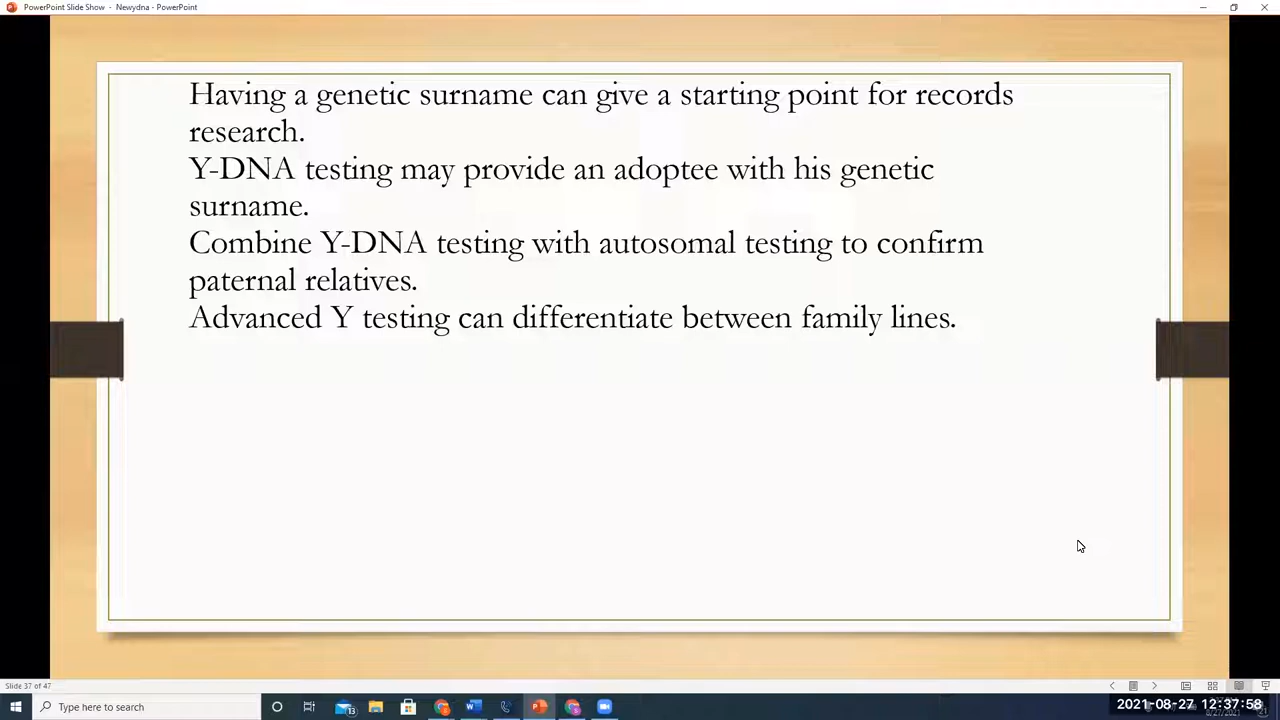 PowerPoint Slide Show - Newydna - PowerPoint
Having a genetic surname can give a starting point for records
research.
Y-DNA testing may provide an adoptee with his genetic
surname.
Combine Y-DNA testing with autosomal testing to confirm
paternal relatives.
Advanced Y testing can differentiate between family lines.
Slide 37 of 47
Type here to search
13
2021-08-27 12:37:58